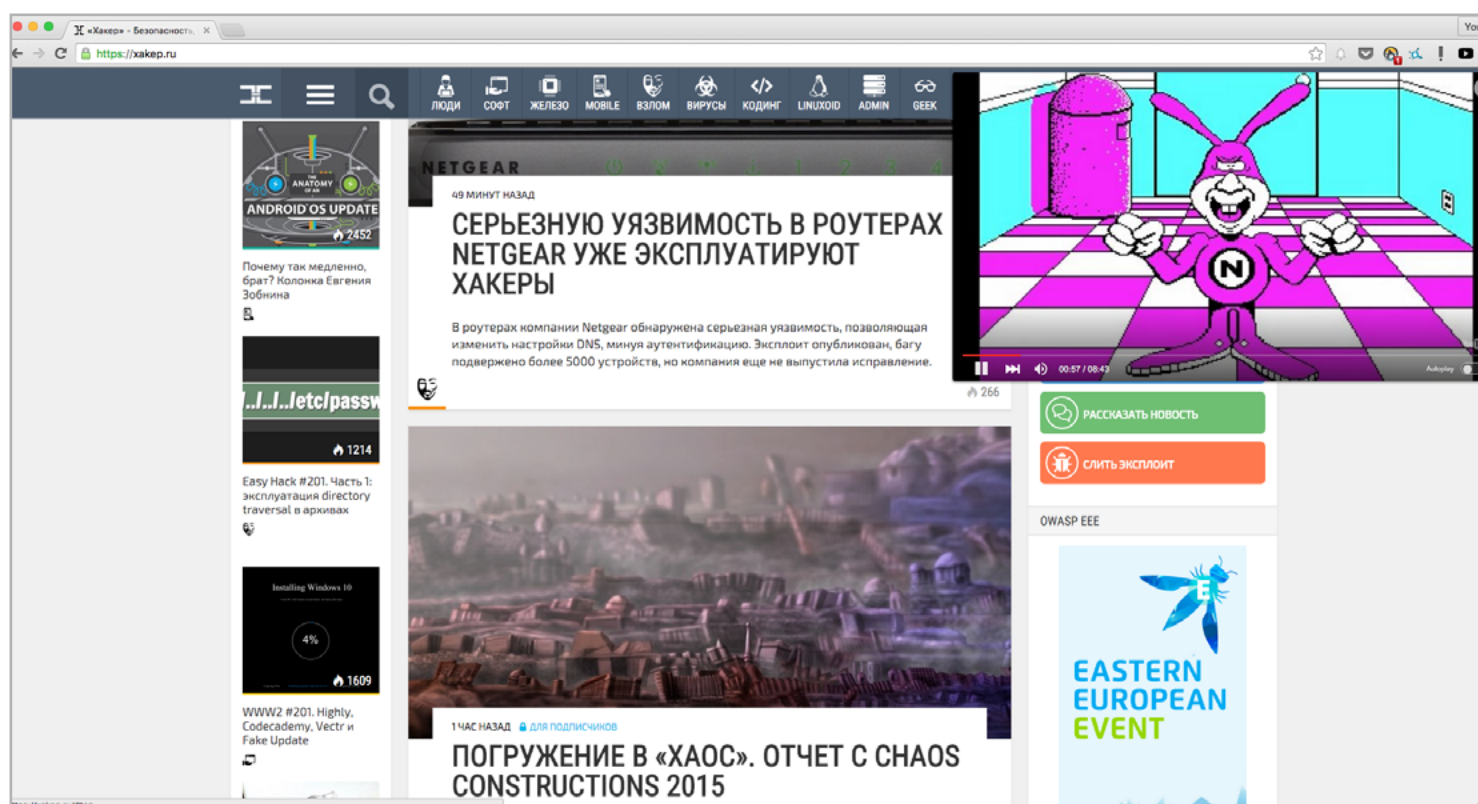 «Хакер» - Безопасность,
You
https://xakep.ru
ЛЮДИ
СОФТ
ЖЕЛЕЗО
MOBILE
ВЗЛОМ
ВИРУСЫ
КОДИНГ
LINUXOID
ADMIN
GEEK
THE
ANATOMY
OF AN
ANDROID OS UPDATE
2452
Почему так медленно,
брат? Колонка Евгения
Зобнина
/../../../etc/passw
1214
Easy Hack #201. Часть 1:
эксплуатация directory
traversal в архивах
Installing Windows 10
4%
1609
WWW2 #201. Highly,
Codecademy, Vectr и
Fake Update
NETGEAR
1 2 3 4
49 МИНУТ НАЗАД
СЕРЬЕЗНУЮ УЯЗВИМОСТЬ В РОУТЕРАХ
NETGEAR УЖЕ ЭКСПЛУАТИРУЮТ
ХАКЕРЫ
В роутерах компании Netgear обнаружена серьезная уязвимость, позволяющая
изменить настройки DNS, минуя аутентификацию. Эксплоит опубликован, багу
подвержено более 5000 устройств, но компания еще не выпустила исправление.
266
1 ЧАС НАЗАД ДЛЯ ПОДПИСЧИКОВ
ПОГРУЖЕНИЕ В «ХАОС». ОТЧЕТ С CHAOS
CONSTRUCTIONS 2015
N
00:57 / 08:43
Autoplay
РАССКАЗАТЬ НОВОСТЬ
СЛИТЬ ЭКСПЛОИТ
OWASP EEE
E
EASTERN
EUROPEAN
EVENT